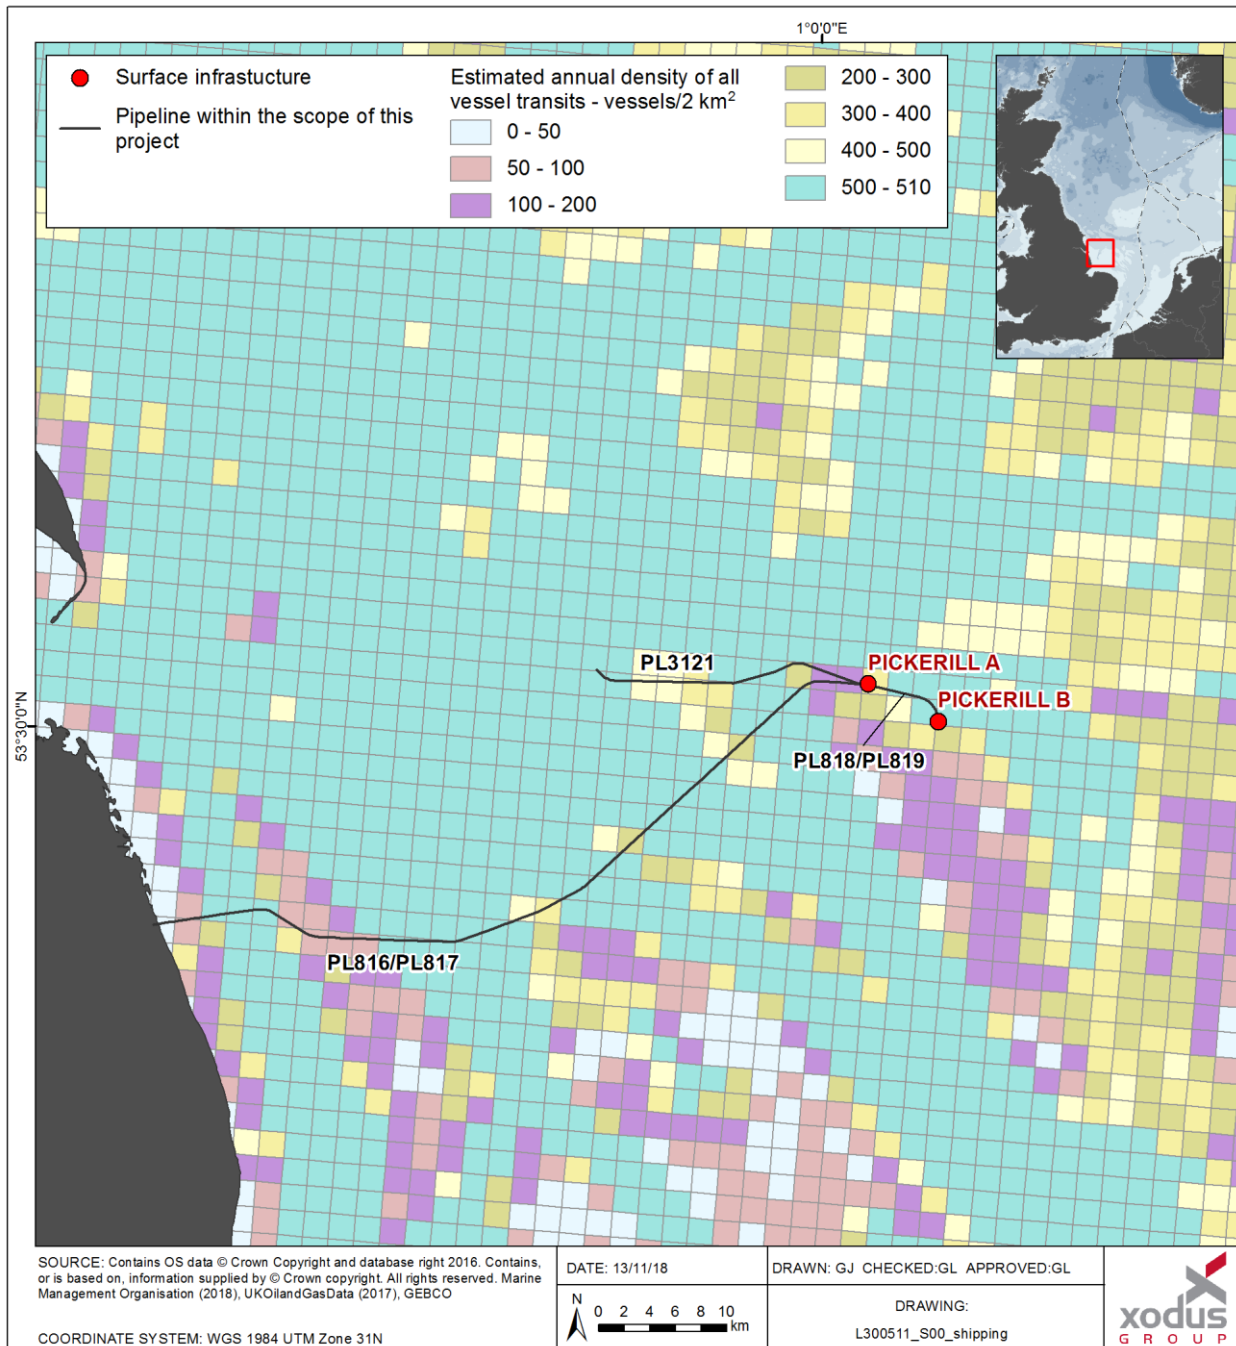 1°0'0"E
Surface infrastucture
Pipeline within the scope of this
project
Estimated annual density of all
vessel transits - vessels/2 km²
0 - 50
50 - 100
100 - 200
200 - 300
300 - 400
400 - 500
500 - 510
53°30'0"N
PL3121
PICKERILL A
PICKERILL B
PL818/PL819
PL816/PL817
SOURCE: Contains OS data © Crown Copyright and database right 2016. Contains,
or is based on, information supplied by © Crown copyright. All rights reserved. Marine
Management Organisation (2018), UKOilandGasData (2017), GEBCO
COORDINATE SYSTEM: WGS 1984 UTM Zone 31N
DATE: 13/11/18
N
0 2 4 6 8 10
km
DRAWN: GJ CHECKED:GL APPROVED:GL
DRAWING:
L300511_S00_shipping
xodus
GROUP